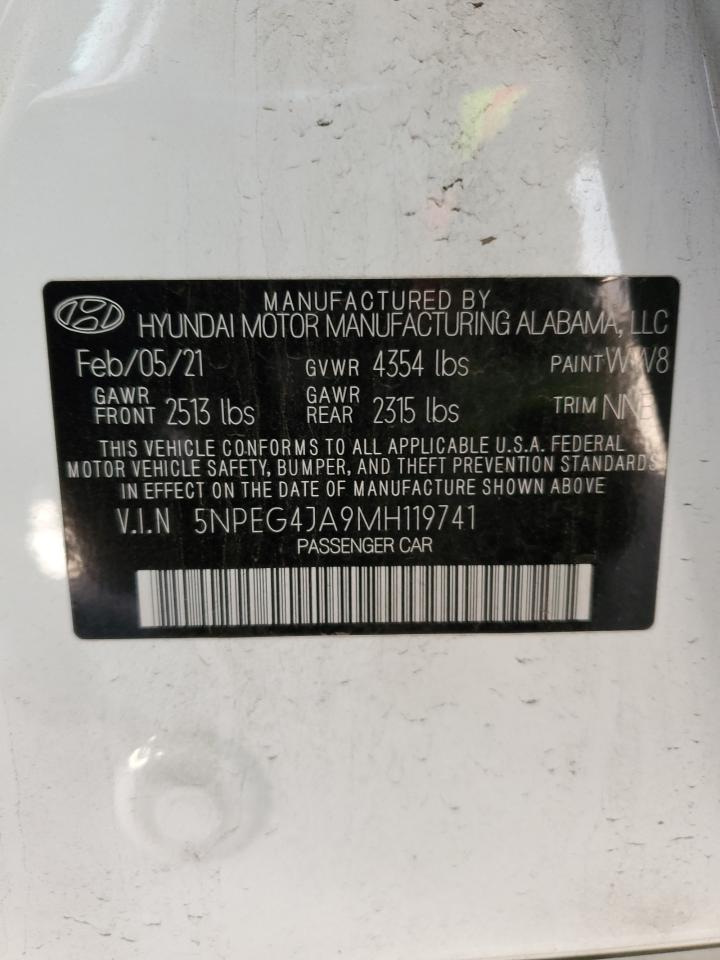 MANUFACTURED BY
HYUNDAI MOTOR MANUFACTURING ALABAMA, LLC
Feb/05/21 GVWR 4354 lbs PAINT WW8
GAWR FRONT 2513 lbs GAWR REAR 2315 lbs TRIM NNB
THIS VEHICLE CONFORMS TO ALL APPLICABLE U.S.A. FEDERAL
MOTOR VEHICLE SAFETY, BUMPER, AND THEFT PREVENTION STANDARDS
IN EFFECT ON THE DATE OF MANUFACTURE SHOWN ABOVE
V.I.N 5NPEG4JA9MH119741
PASSENGER CAR